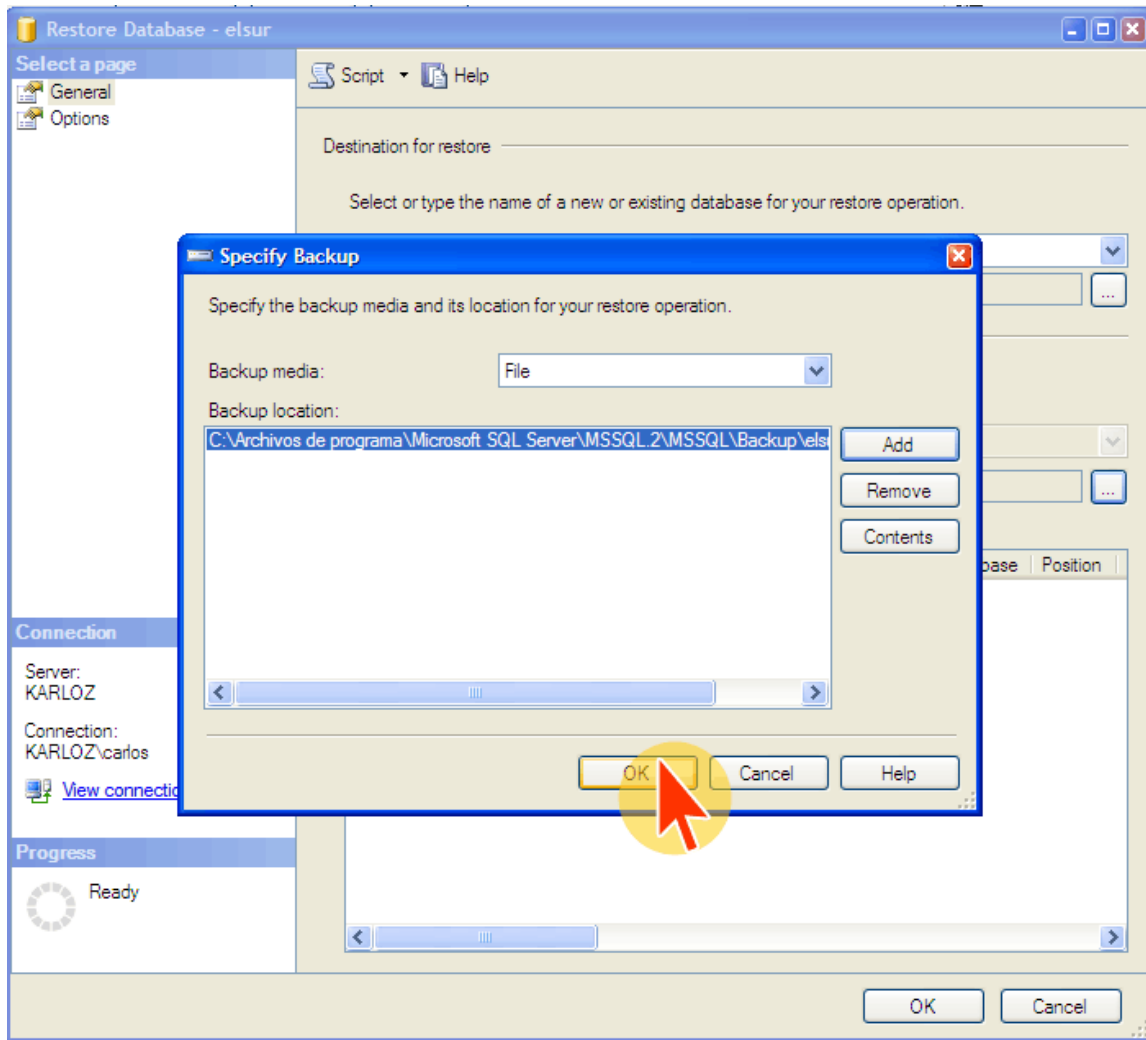 Restore Database - elsur
Select a page
General
Options
Script
Help
Destination for restore
Select or type the name of a new or existing database for your restore operation.
...
Specify Backup
Specify the backup media and its location for your restore operation.
Backup media:
File
Backup location:
C:\Archivos de programa\Microsoft SQL Server\MSSQL.2\MSSQL\Backup\els
Add
Remove
Contents
OK
Cancel
Help
...
Position
Connection
Server:
KARLOZ
Connection:
KARLOZ\carlos
View connectio
Progress
Ready
OK
Cancel